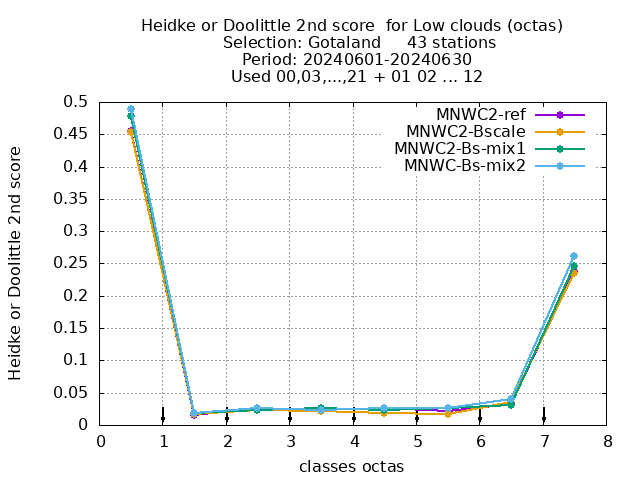 Heidke or Doolittle 2nd score  for Low clouds (octas)
Selection: Gotaland     43 stations
Period: 20240601-20240630
Used 00,03,...,21 + 01 02 ... 12
MNWC2-ref
MNWC2-Bscale
MNWC2-Bs-mix1
MNWC-Bs-mix2
Heidke or Doolittle 2nd score
0.5
0.45
0.4
0.35
0.3
0.25
0.2
0.15
0.1
0.05
0
0 1 2 3 4 5 6 7 8
classes octas